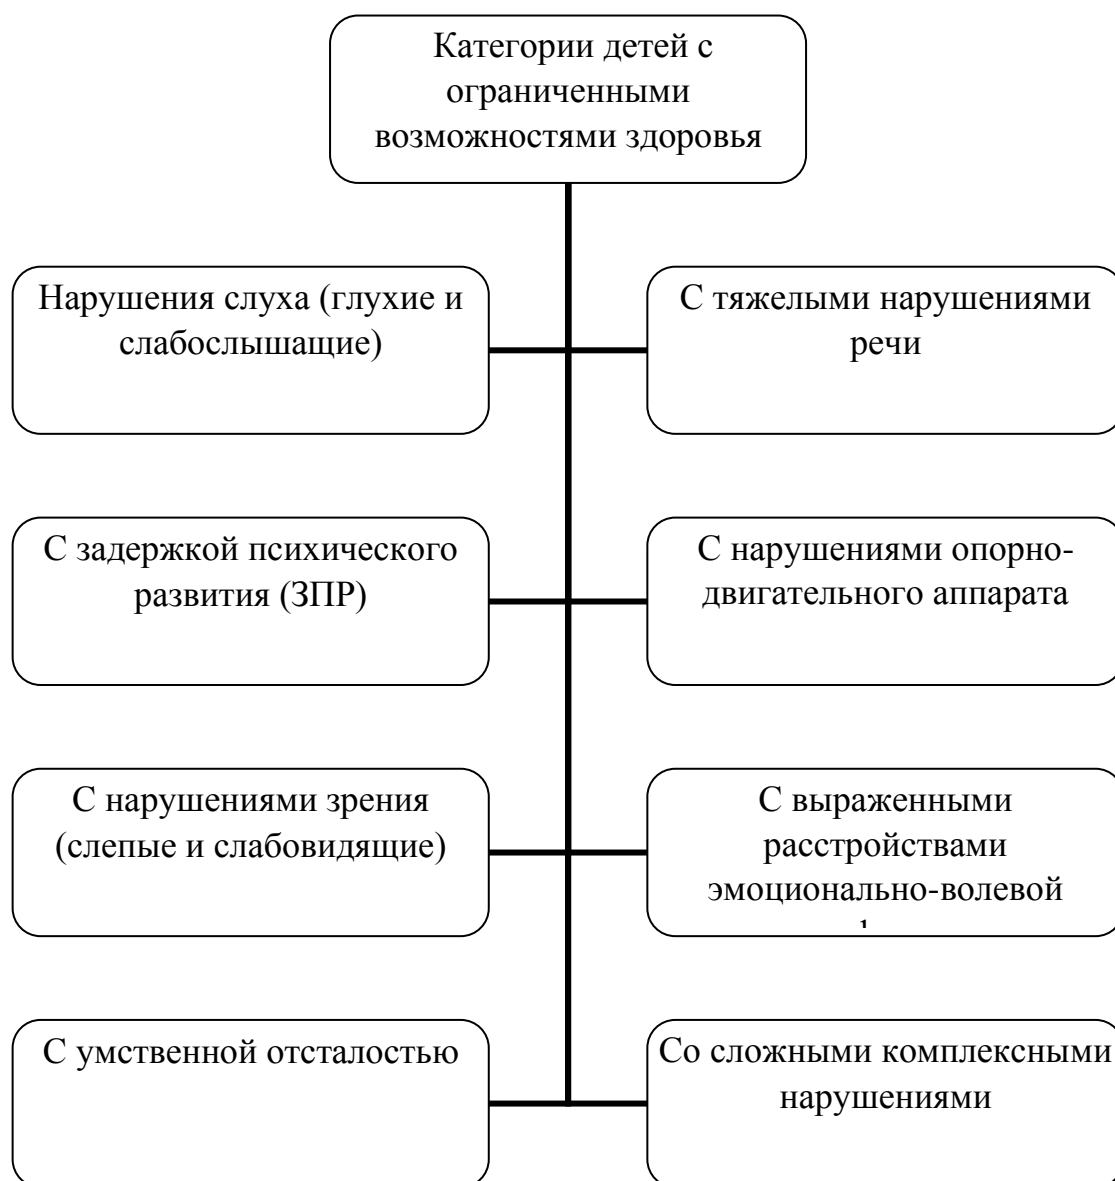 Категории детей с
ограниченными
возможностями здоровья
Нарушения слуха (глухие и
слабослышащие)
С тяжелыми нарушениями
речи
С задержкой психического
развития (ЗПР)
С нарушениями опорно-
двигательного аппарата
С нарушениями зрения
(слепые и слабовидящие)
С выраженными
расстройствами
эмоционально-волевой
С умственной отсталостью
Со сложными комплексными
нарушениями